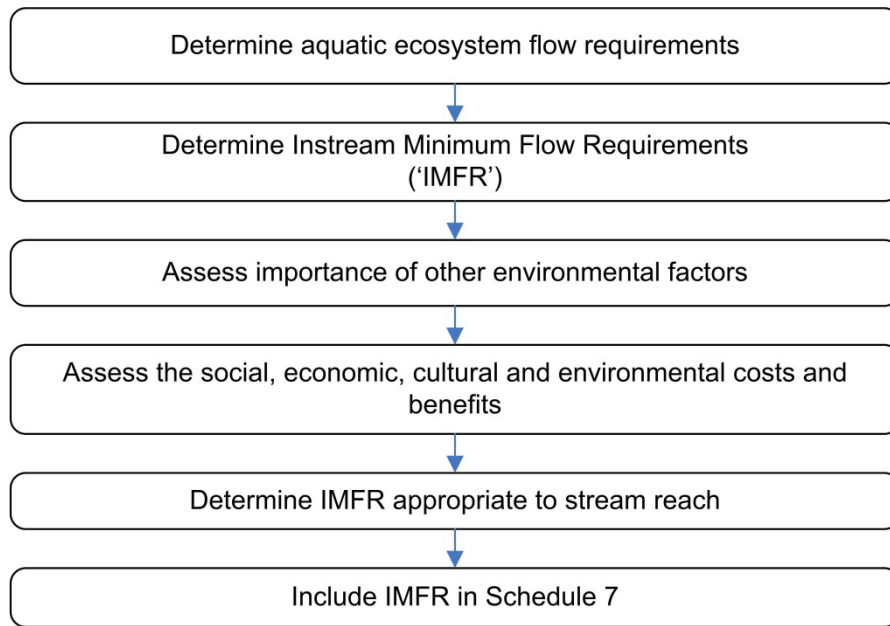 Determine aquatic ecosystem flow requirements
Determine Instream Minimum Flow Requirements
(‘IMFR’)
Assess importance of other environmental factors
Assess the social, economic, cultural and environmental costs and
benefits
Determine IMFR appropriate to stream reach
Include IMFR in Schedule 7